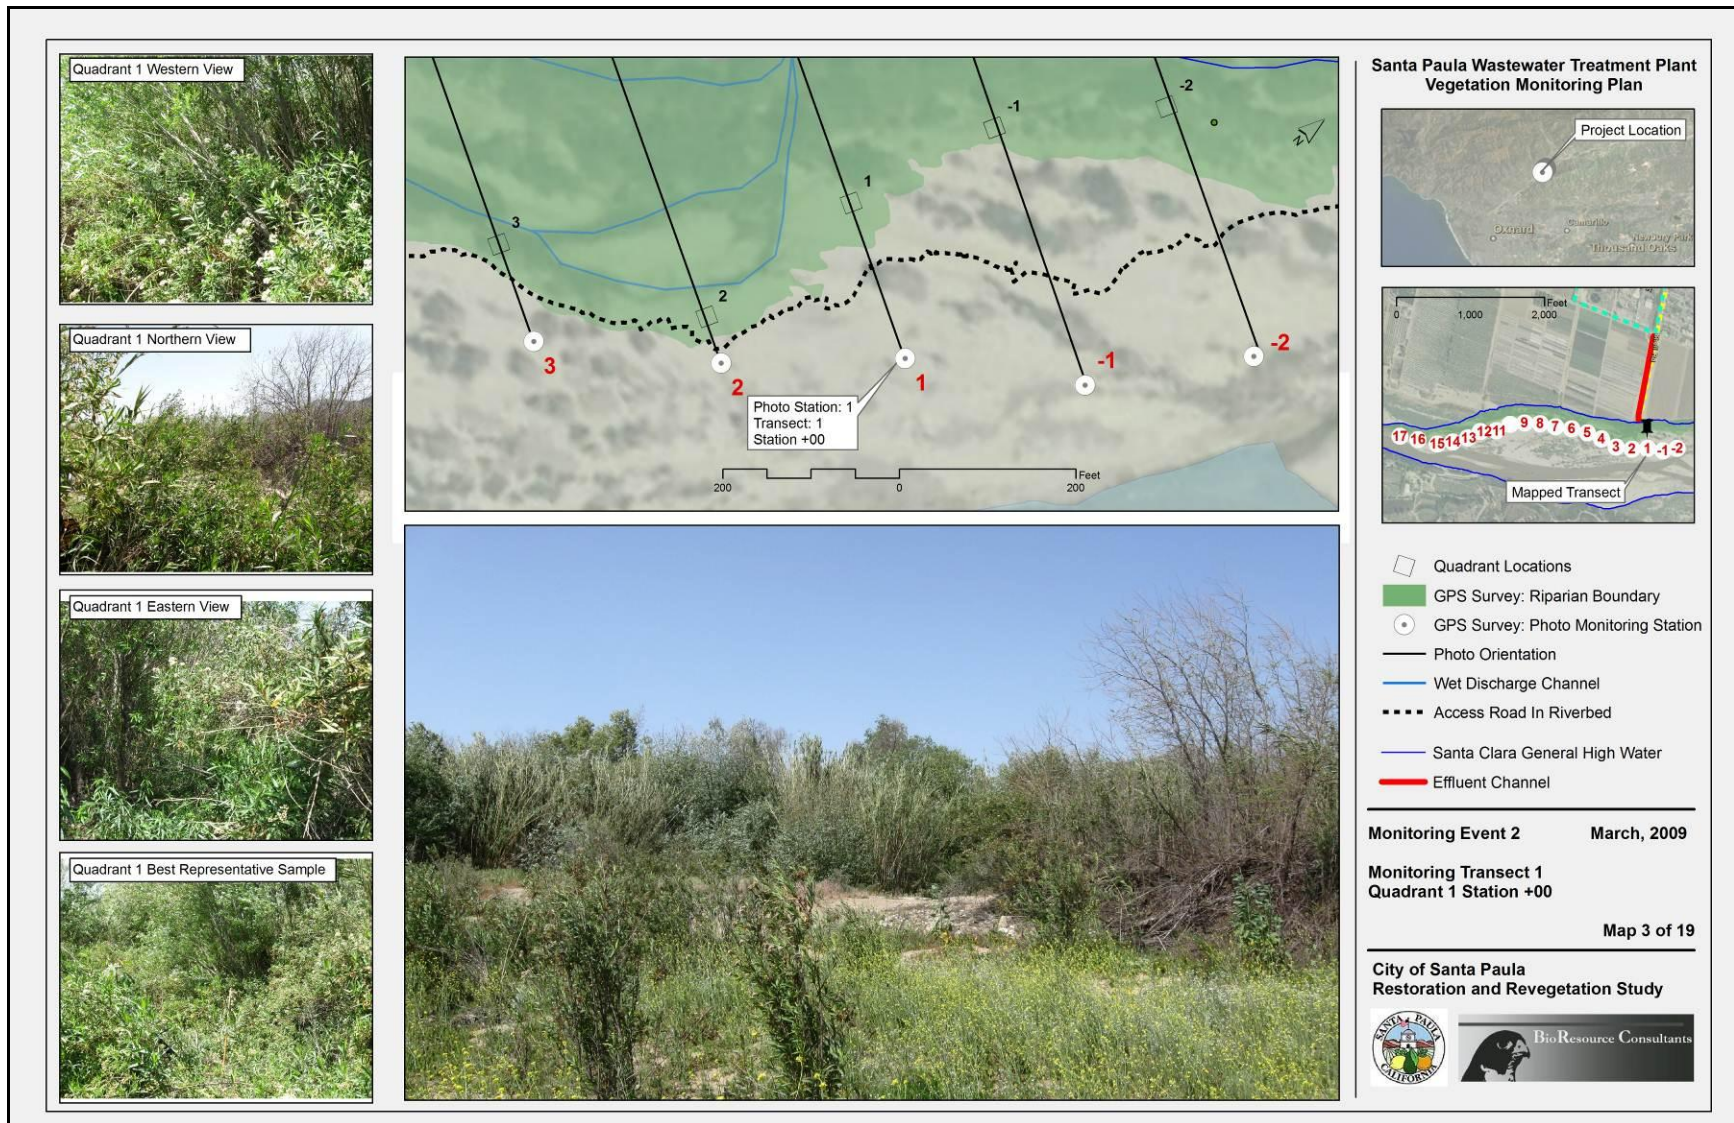 Quadrant 1 Western View
Quadrant 1 Northern View
Quadrant 1 Eastern View
Quadrant 1 Best Representative Sample
3
2
1
-1
-2
N
3
2
1
-1
-2
Photo Station: 1
Transect: 1
Station +00
200
0
200
Feet
Santa Paula Wastewater Treatment Plant
Vegetation Monitoring Plan
Project Location
Oxnard
Camarillo
Newbury Park
Thousand Oaks
Feet
0
1,000
2,000
17 16 15 14 13 12 11 9 8 7 6 5 4 3 2 1 -1 -2
Mapped Transect
Quadrant Locations
GPS Survey: Riparian Boundary
GPS Survey: Photo Monitoring Station
Photo Orientation
Wet Discharge Channel
Access Road In Riverbed
Santa Clara General High Water
Effluent Channel
Monitoring Event 2 March, 2009
Monitoring Transect 1
Quadrant 1 Station +00
Map 3 of 19
City of Santa Paula
Restoration and Revegetation Study
SANTA PAULA
CALIFORNIA
BioResource Consultants